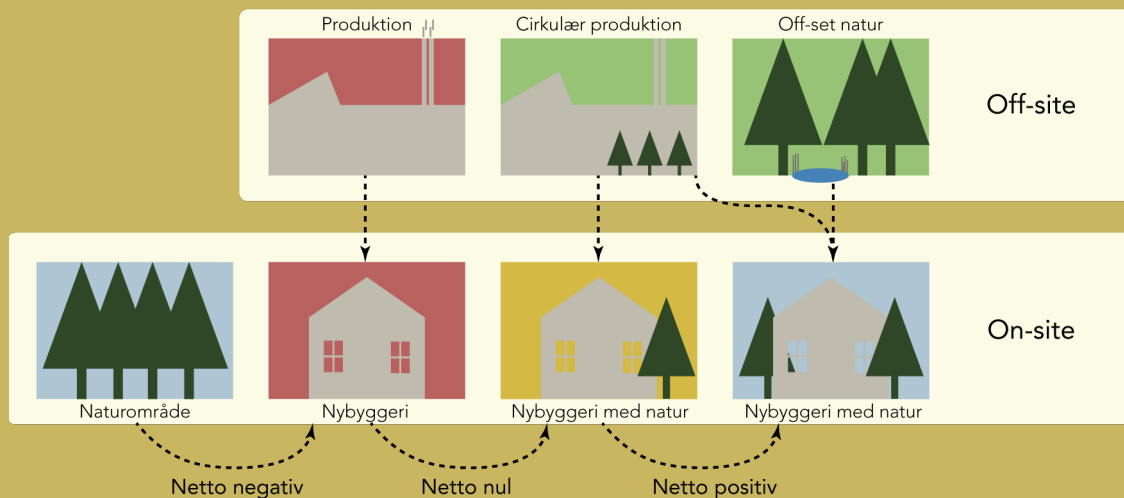 Produktion
Cirkulær produktion
Off-set natur
Off-site
On-site
Naturområde
Nybyggeri
Nybyggeri med natur
Nybyggeri med natur
Netto negativ
Netto nul
Netto positiv